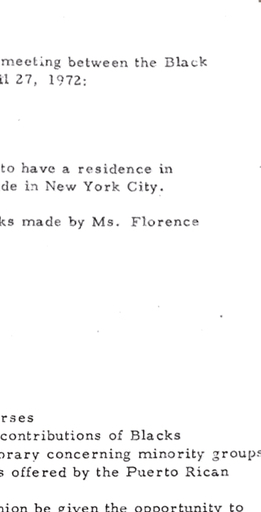 meeting between the Black
il 27, 1972:
to have a residence in
de in New York City.
ks made by Ms. Florence
rses
contributions of Blacks
orary concerning minority groups
s offered by the Puerto Rican
nion be given the opportunity to